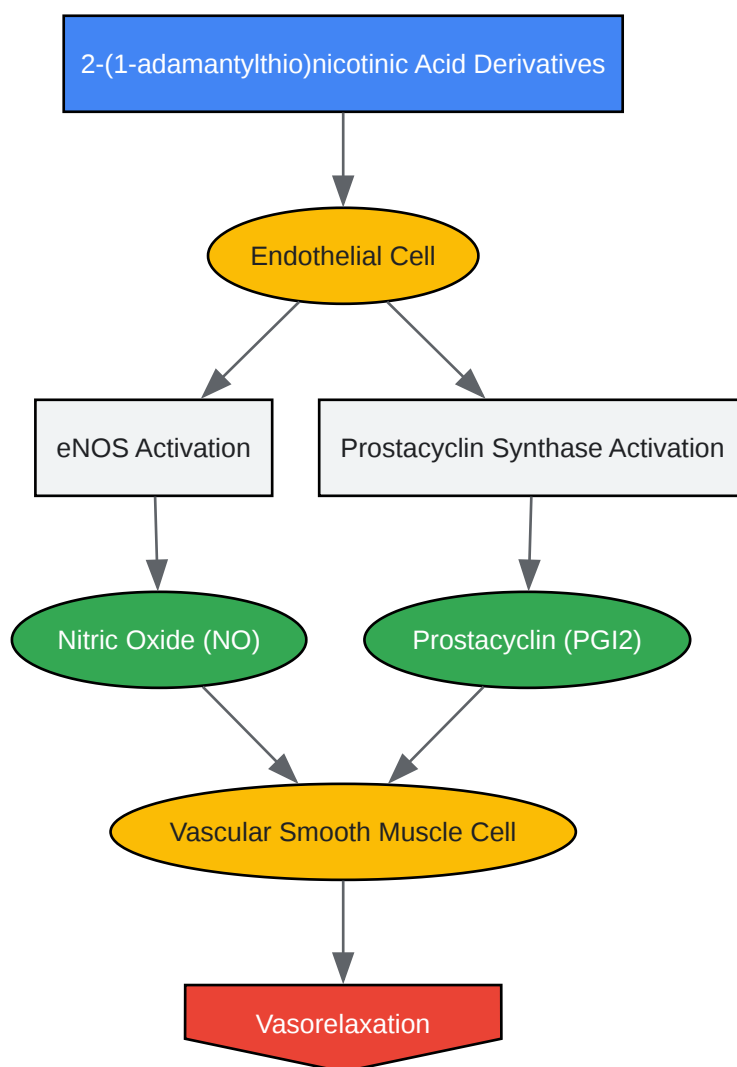 2-(1-adamantylthio)nicotinic Acid Derivatives
Endothelial Cell
eNOS Activation
Prostacyclin Synthase Activation
Nitric Oxide (NO)
Prostacyclin (PGI2)
Vascular Smooth Muscle Cell
Vasorelaxation